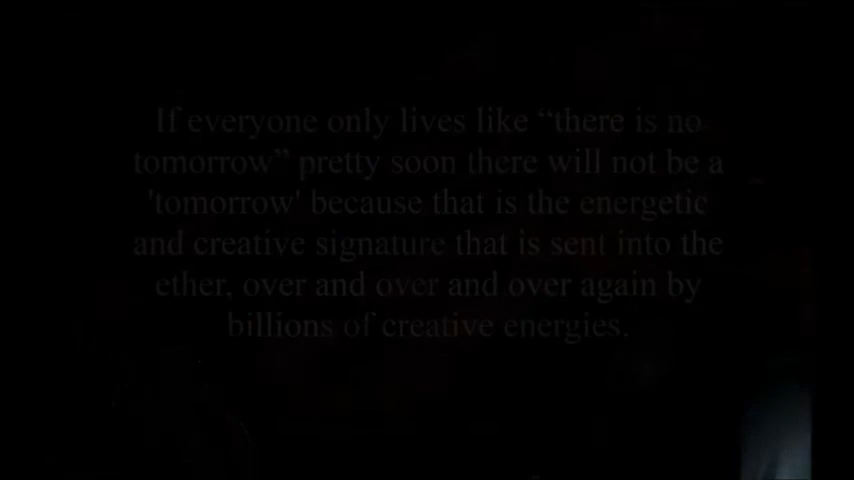 If everyone only lives like “there is no
tomorrow” pretty soon there will not be a
'tomorrow' because that is the energetic
and creative signature that is sent into the
ether, over and over and over again by
billions of creative energies.